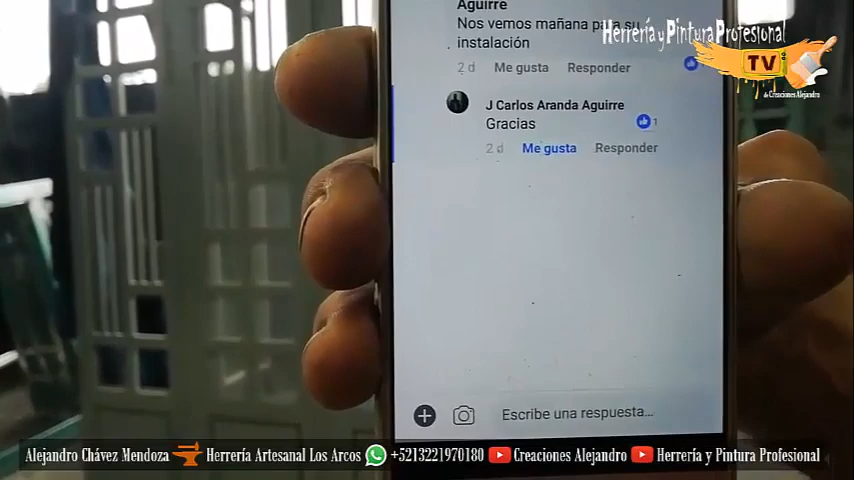 Aguirre
Nos vemos mañana para su
instalación
2 d Me gusta Responder
J Carlos Aranda Aguirre
Gracias
1
2 d Me gusta Responder
Escribe una respuesta...
Herrería y Pintura Profesional
TV
de Creaciones Alejandro
Alejandro Chávez Mendoza Herrería Artesanal Los Arcos +5213221970180 Creaciones Alejandro Herrería y Pintura Profesional